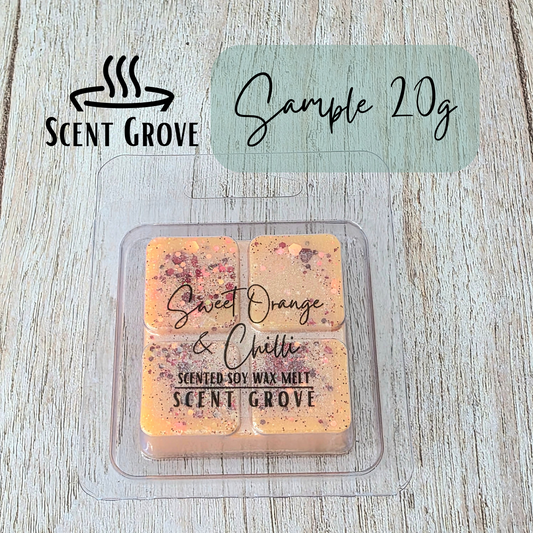 SCENT GROVE
Sample 20g
Sweet Orange
& Chilli
SCENTED SOY WAX MELT
SCENT GROVE